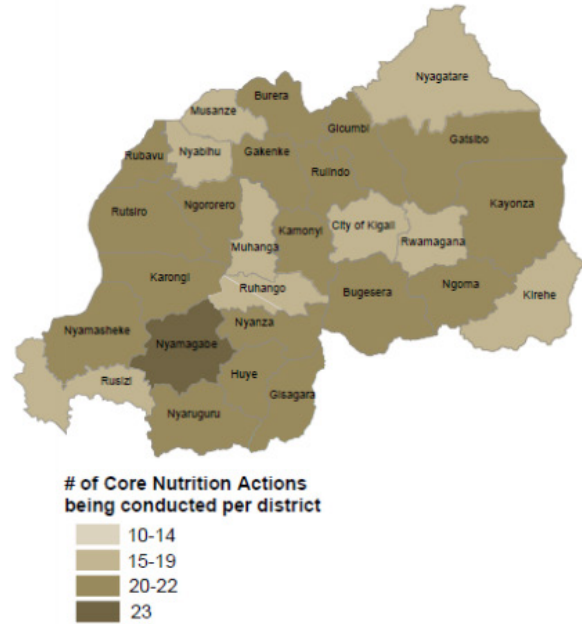 Nyagatare
Burera
Musanze
Gicumbi
Gatsibo
Nyabihu
Gakenke
Rubavu
Rulindo
Kayonza
Ngororero
Rutsiro
City of Kigali
Kamonyi
Rwamagana
Muhanga
Karongi
Ngoma
Ruhango
Bugesera
Kirehe
Nyanza
Nyamasheke
Nyamagabe
Huye
Rusizi
Gisagara
Nyaruguru
# of Core Nutrition Actions
being conducted per district
10-14
15-19
20-22
23